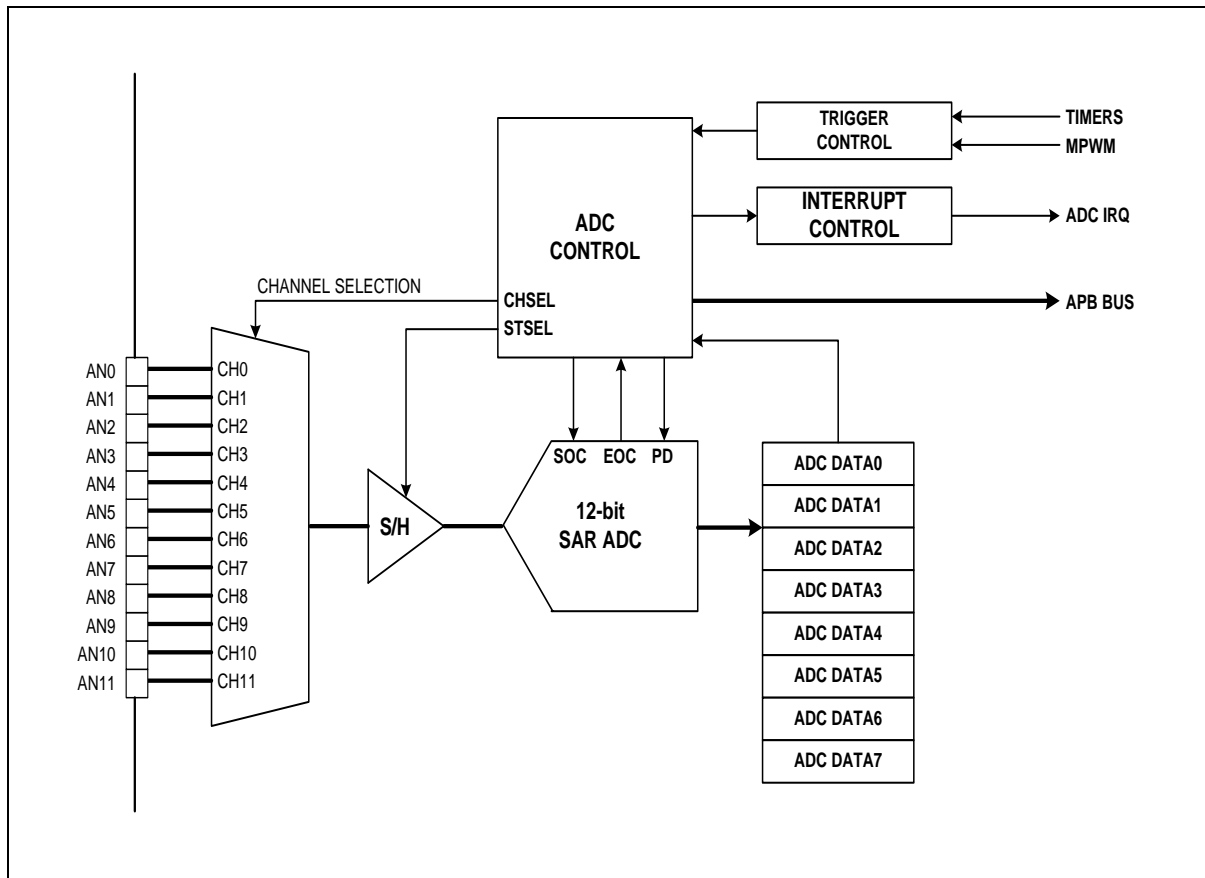 TRIGGER
CONTROL
TIMERS
MPWM
INTERRUPT
CONTROL
ADC IRQ
ADC
CONTROL
CHANNEL SELECTION
CHSEL
STSEL
APB BUS
AN0
AN1
AN2
AN3
AN4
AN5
AN6
AN7
AN8
AN9
AN10
AN11
CH0
CH1
CH2
CH3
CH4
CH5
CH6
CH7
CH8
CH9
CH10
CH11
S/H
SOC EOC PD
12-bit
SAR ADC
ADC DATA0
ADC DATA1
ADC DATA2
ADC DATA3
ADC DATA4
ADC DATA5
ADC DATA6
ADC DATA7